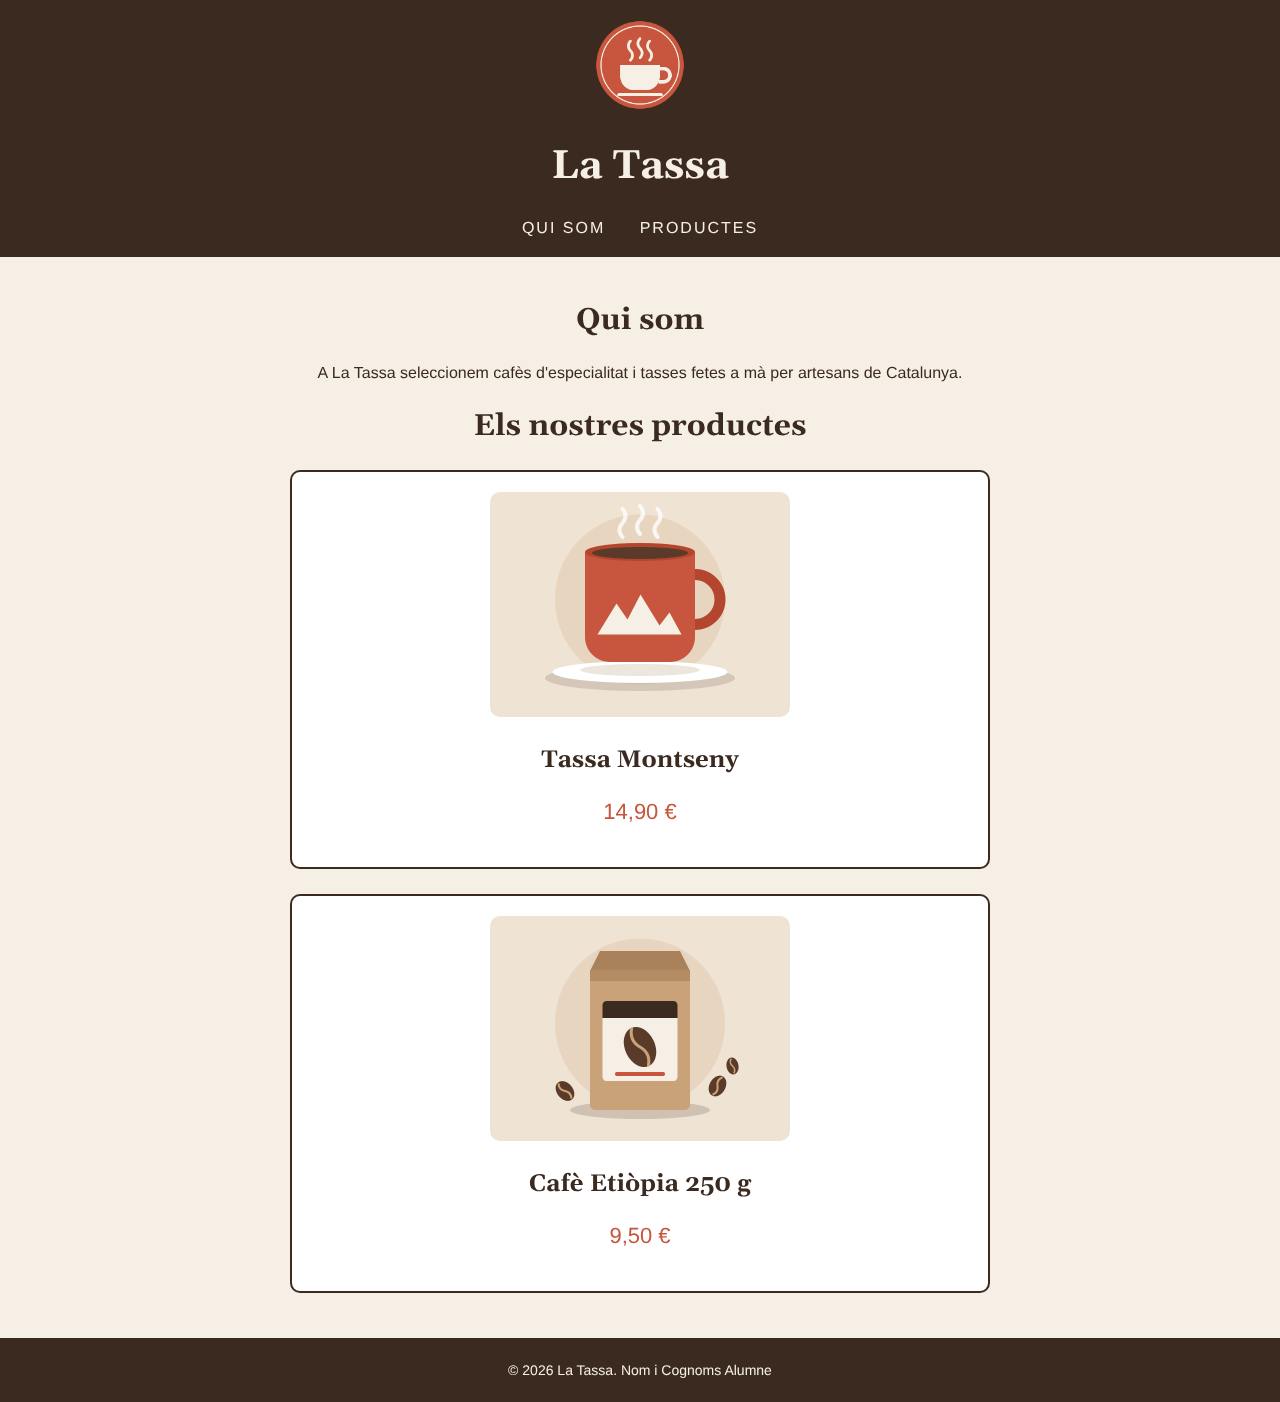 La Tassa
QUI SOM PRODUCTES
Qui som
A La Tassa seleccionem cafès d'especialitat i tasses fetes a mà per artesans de Catalunya.
Els nostres productes
Tassa Montseny
14,90 €
Cafè Etiòpia 250 g
9,50 €
© 2026 La Tassa. Nom i Cognoms Alumne